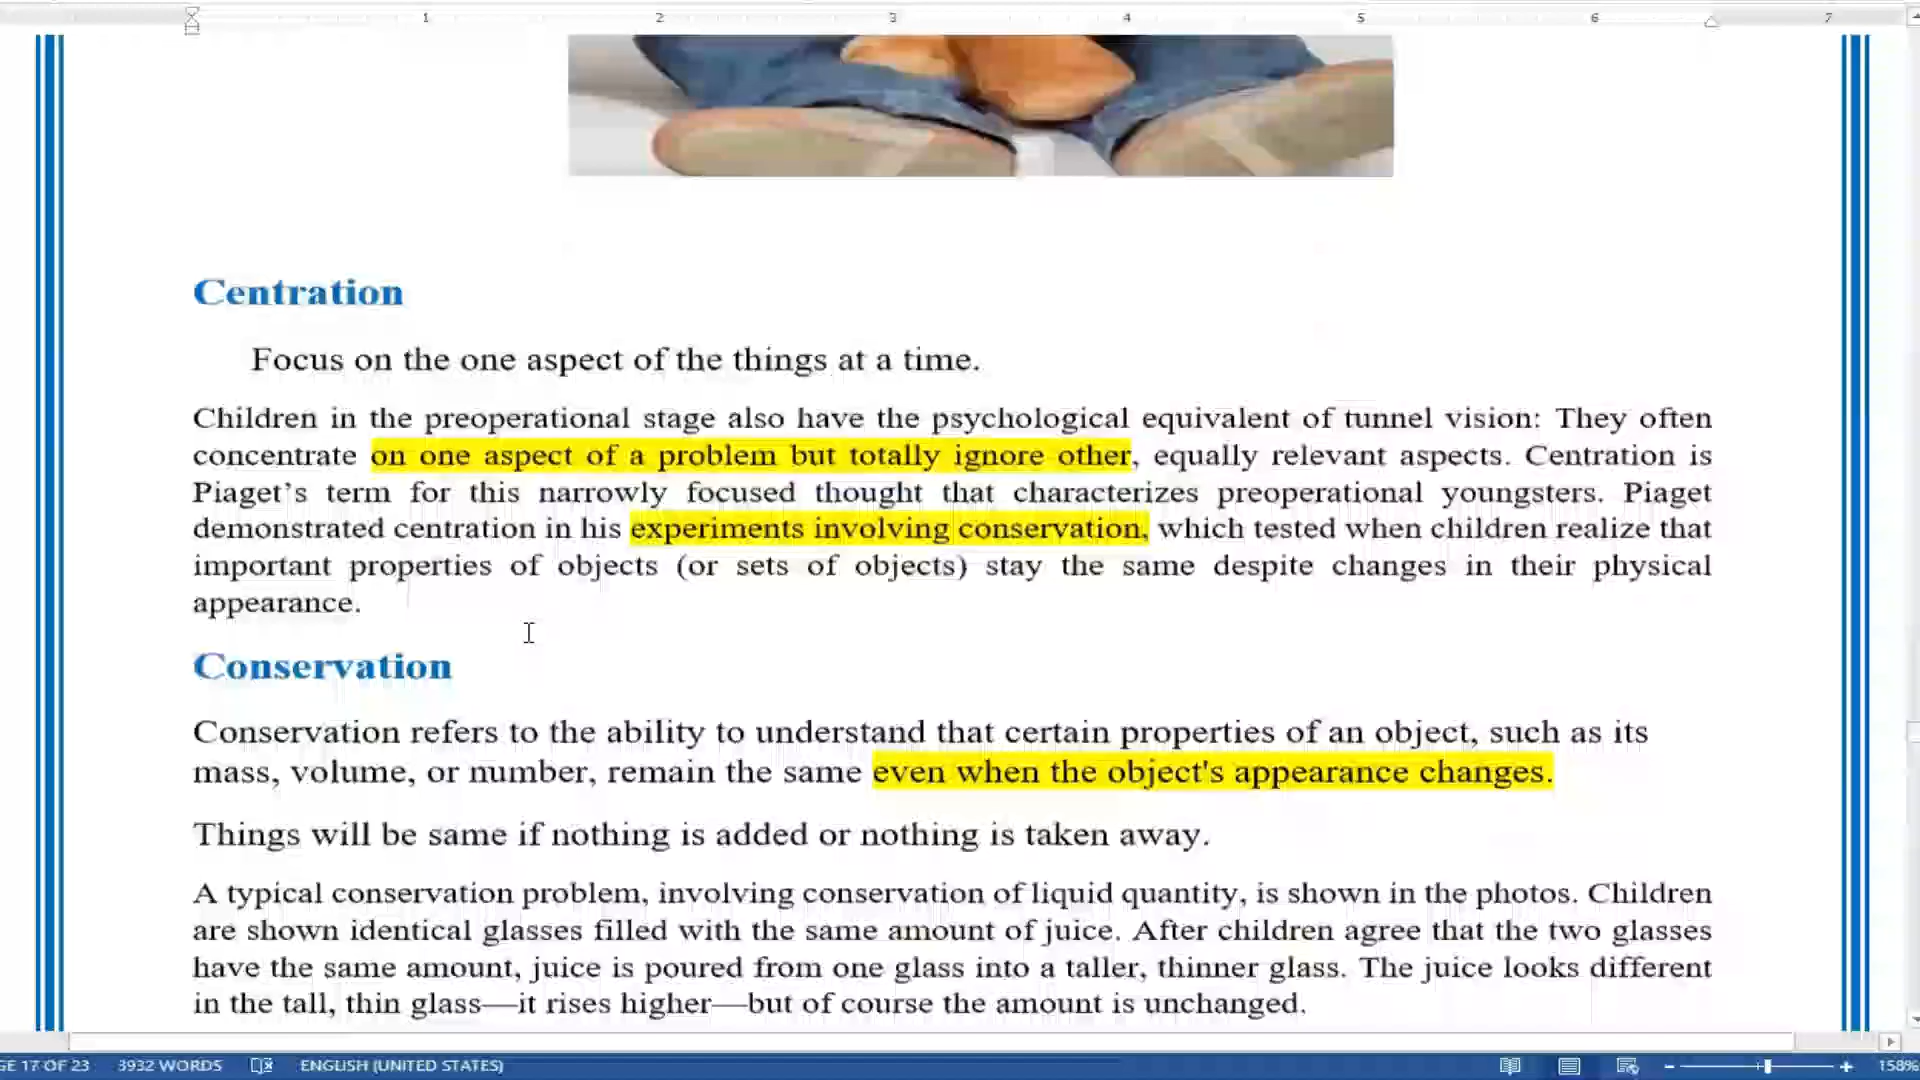 1 2 3 4 5 6 7
Centration
Focus on the one aspect of the things at a time.
Children in the preoperational stage also have the psychological equivalent of tunnel vision: They often
concentrate on one aspect of a problem but totally ignore other, equally relevant aspects. Centration is
Piaget's term for this narrowly focused thought that characterizes preoperational youngsters. Piaget
demonstrated centration in his experiments involving conservation, which tested when children realize that
important properties of objects (or sets of objects) stay the same despite changes in their physical
appearance.
Conservation
Conservation refers to the ability to understand that certain properties of an object, such as its
mass, volume, or number, remain the same even when the object's appearance changes.
Things will be same if nothing is added or nothing is taken away.
A typical conservation problem, involving conservation of liquid quantity, is shown in the photos. Children
are shown identical glasses filled with the same amount of juice. After children agree that the two glasses
have the same amount, juice is poured from one glass into a taller, thinner glass. The juice looks different
in the tall, thin glass—it rises higher—but of course the amount is unchanged.
GE 17 OF 23 3932 WORDS ENGLISH (UNITED STATES) 158%